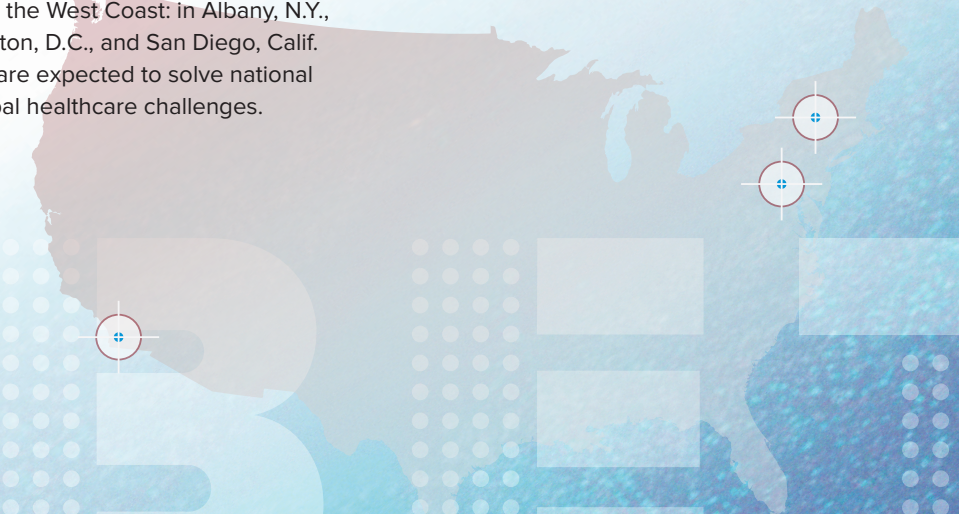 the West Coast: in Albany, N.Y.,
ton, D.C., and San Diego, Calif.
are expected to solve national
al healthcare challenges.